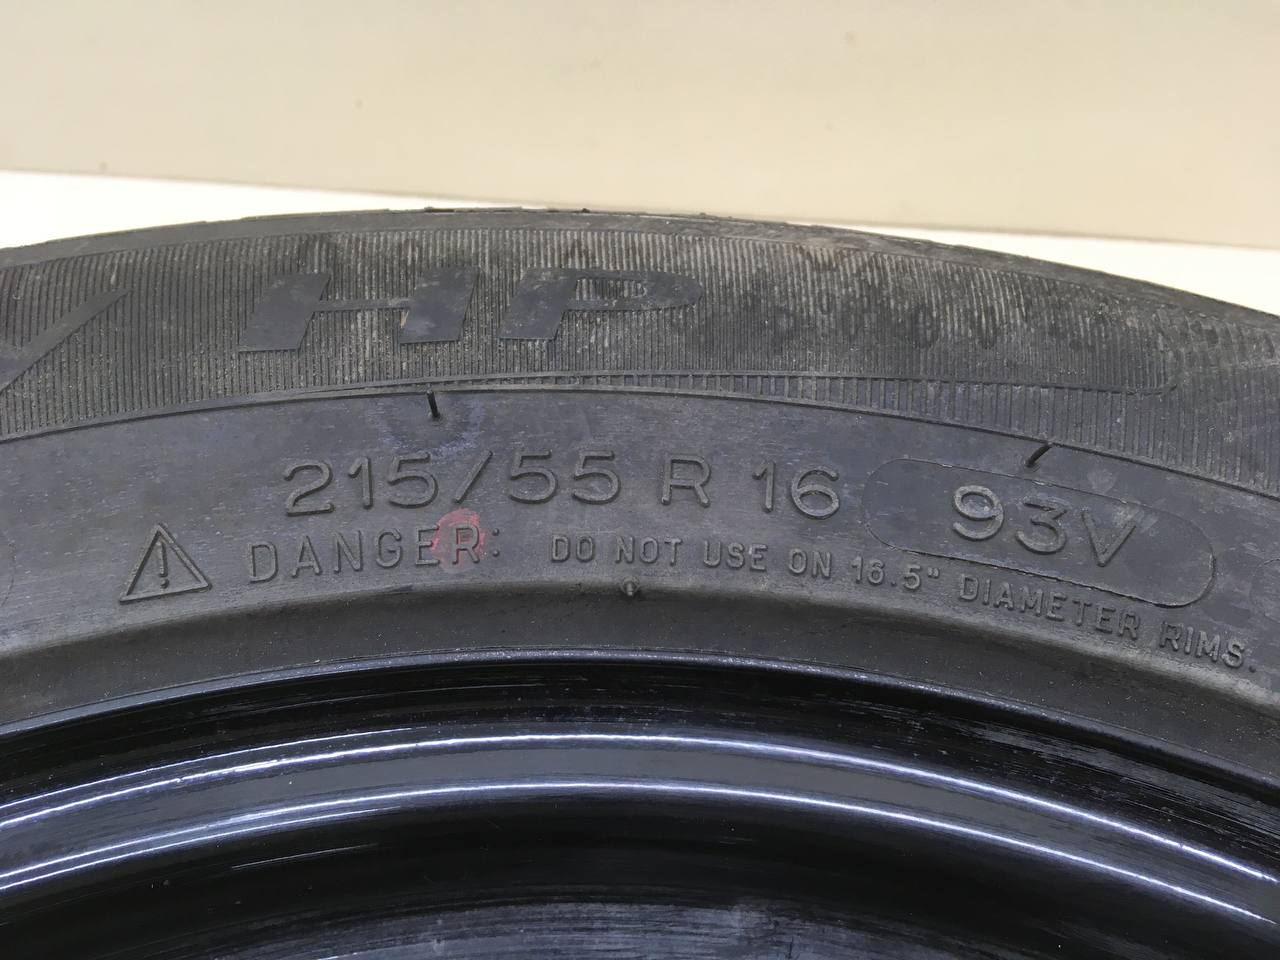 HP
215/55 R 16 93V
DANGER: DO NOT USE ON 16.5" DIAMETER RIMS.